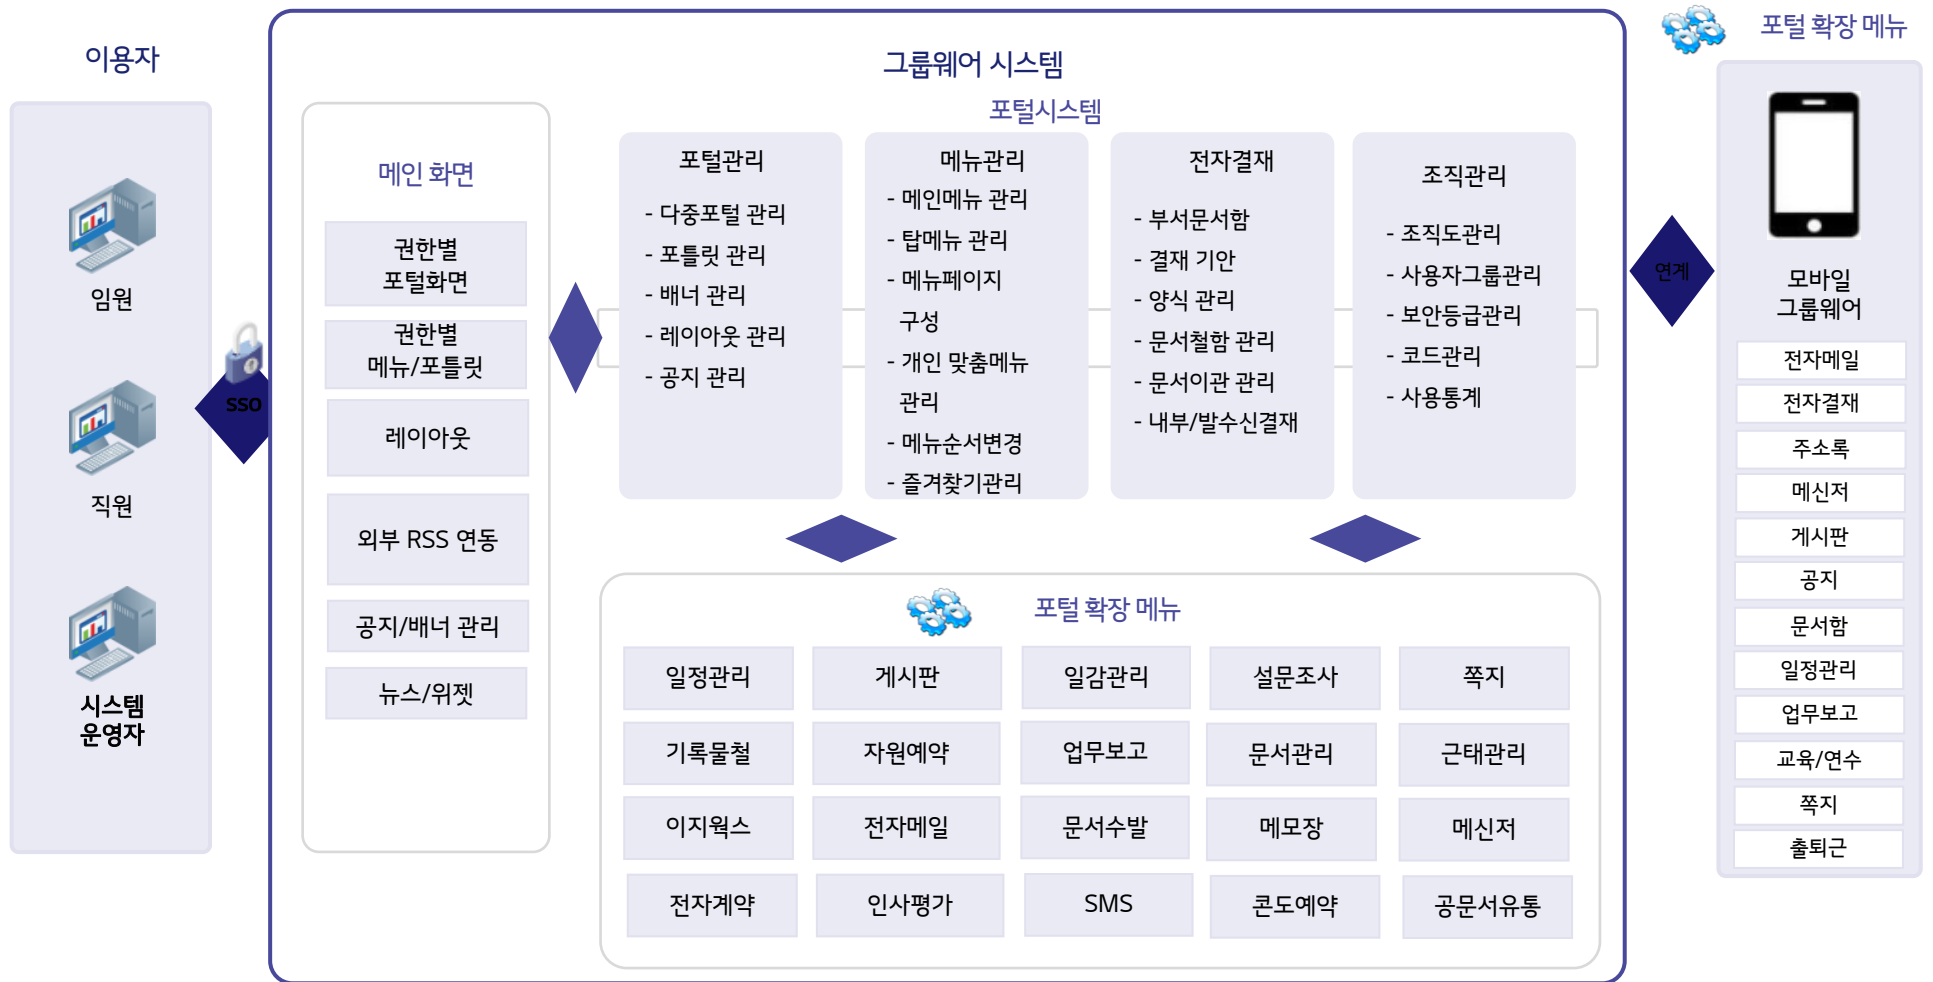 이용자
임원
직원
시스템
운영자
SSO
그룹웨어 시스템
메인 화면
권한별
포털화면
권한별
메뉴/포틀릿
레이아웃
외부 RSS 연동
공지/배너 관리
뉴스/위젯
포털시스템
포털관리
- 다중포털 관리
- 포틀릿 관리
- 배너 관리
- 레이아웃 관리
- 공지 관리
메뉴관리
- 메인메뉴 관리
- 탑메뉴 관리
- 메뉴페이지
구성
- 개인 맞춤메뉴
관리
- 메뉴순서변경
- 즐겨찾기관리
전자결재
- 부서문서함
- 결재 기안
- 양식 관리
- 문서철함 관리
- 문서이관 관리
- 내부/발수신결재
조직관리
- 조직도관리
- 사용자그룹관리
- 보안등급관리
- 코드관리
- 사용통계
포털 확장 메뉴
일정관리
게시판
일감관리
설문조사
쪽지
기록물철
자원예약
업무보고
문서관리
근태관리
이지웍스
전자메일
문서수발
메모장
메신저
전자계약
인사평가
SMS
콘도예약
공문서유통
연계
포털 확장 메뉴
모바일
그룹웨어
전자메일
전자결재
주소록
메신저
게시판
공지
문서함
일정관리
업무보고
교육/연수
쪽지
출퇴근